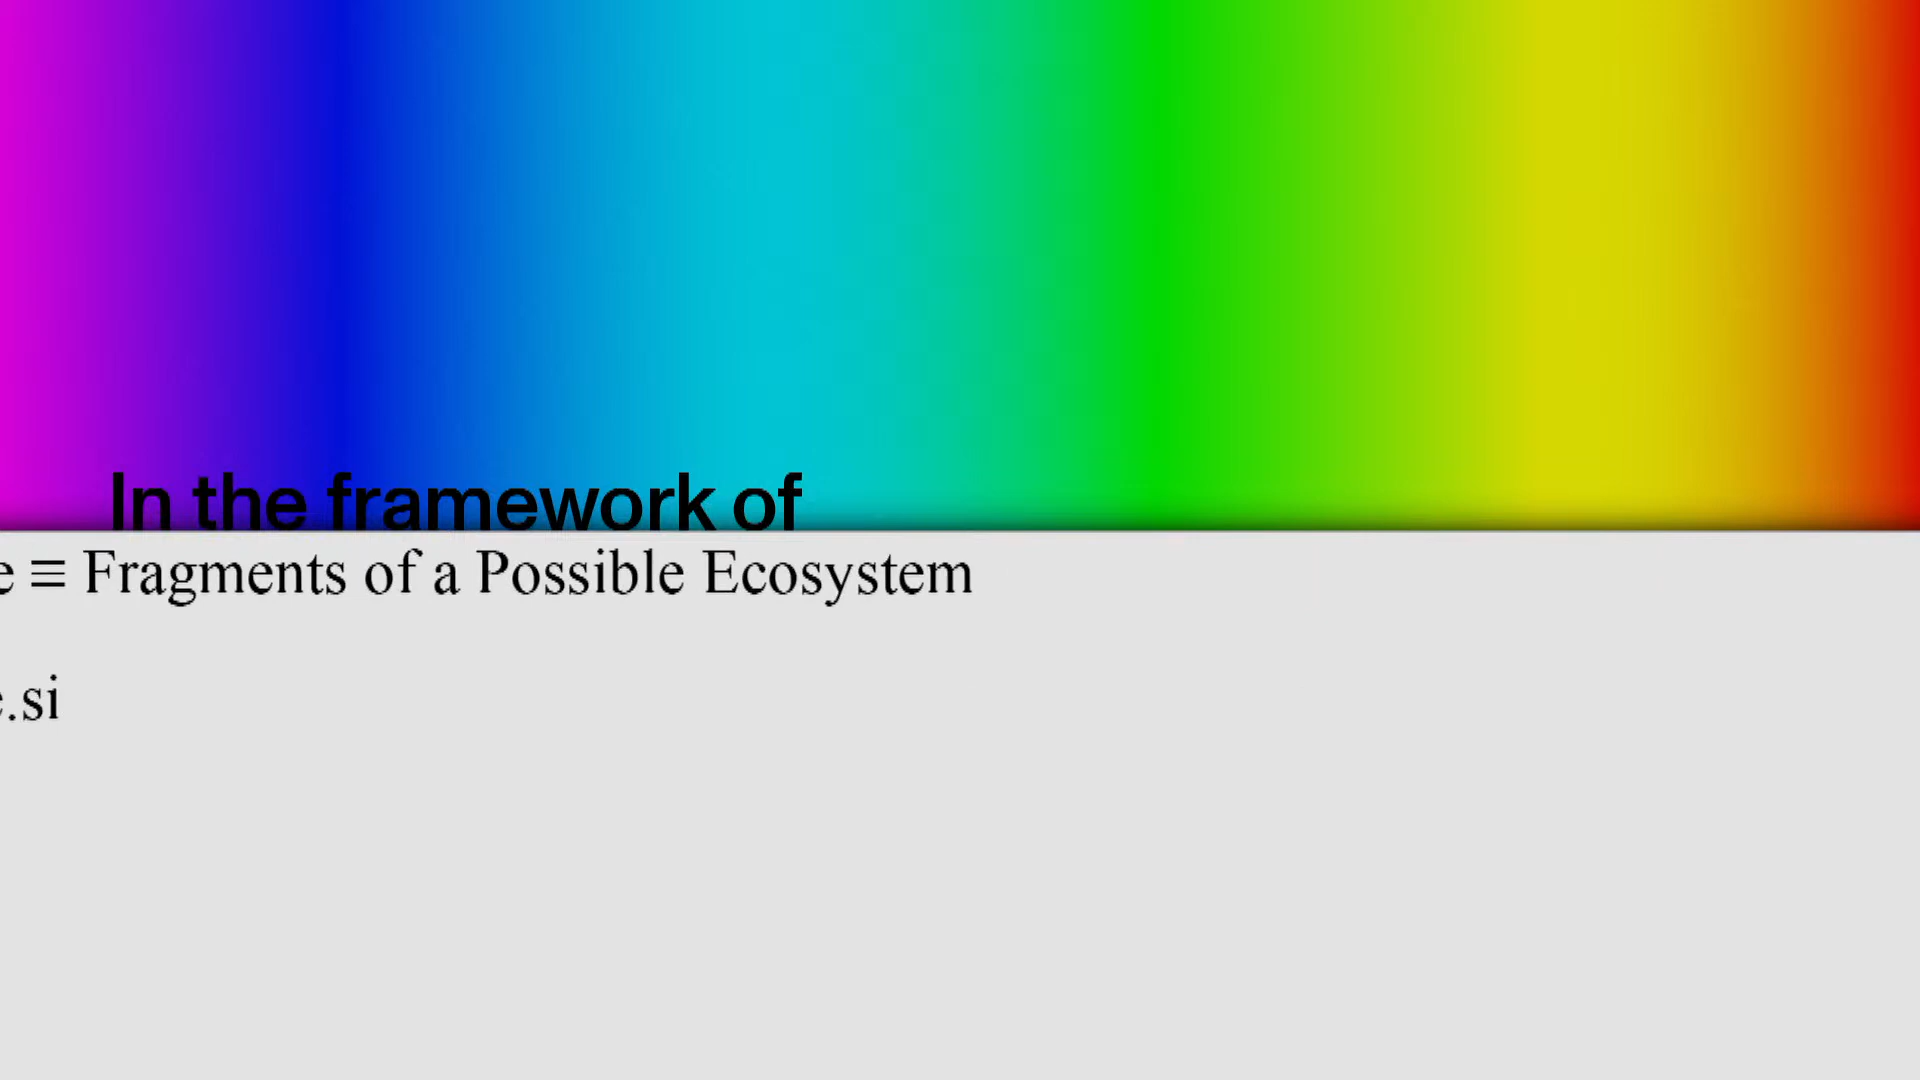 In the framework of
e ≡ Fragments of a Possible Ecosystem
e.si